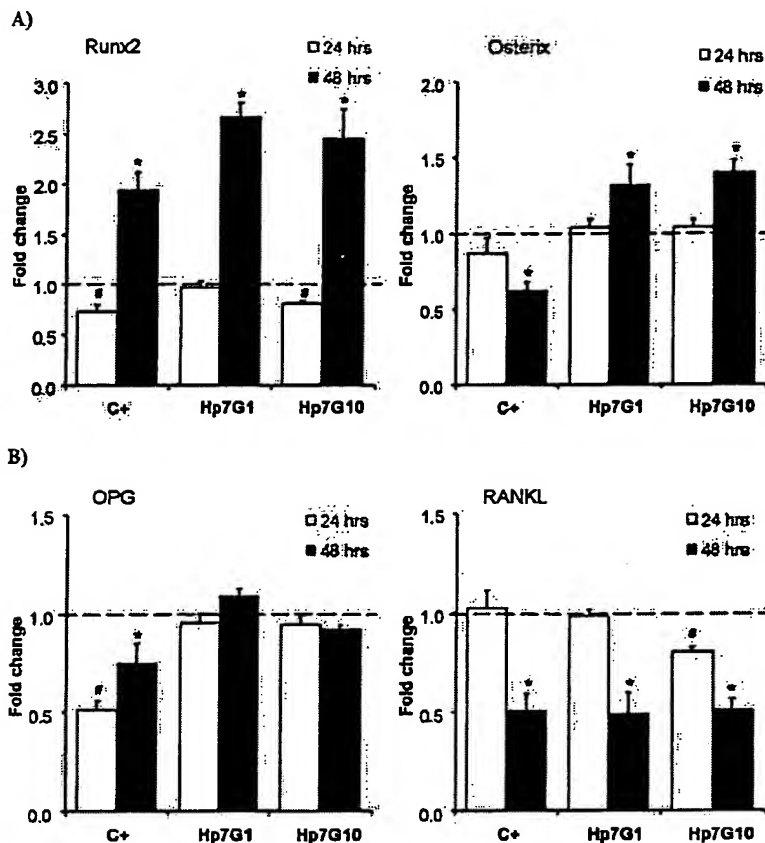 A)
Runx2
24 hrs
48 hrs
Fold change
3.0
2.5
2.0
1.5
1.0
0.5
0.0
* * *
# #
C+ Hp7G1 Hp7G10
Osterix
24 hrs
48 hrs
Fold change
2.0
1.5
1.0
0.5
0.0
* * *
C+ Hp7G1 Hp7G10
B)
OPG
24 hrs
48 hrs
Fold change
1.5
1.0
0.5
0.0
# *
C+ Hp7G1 Hp7G10
RANKL
24 hrs
48 hrs
Fold change
1.5
1.0
0.5
0.0
* * # *
C+ Hp7G1 Hp7G10